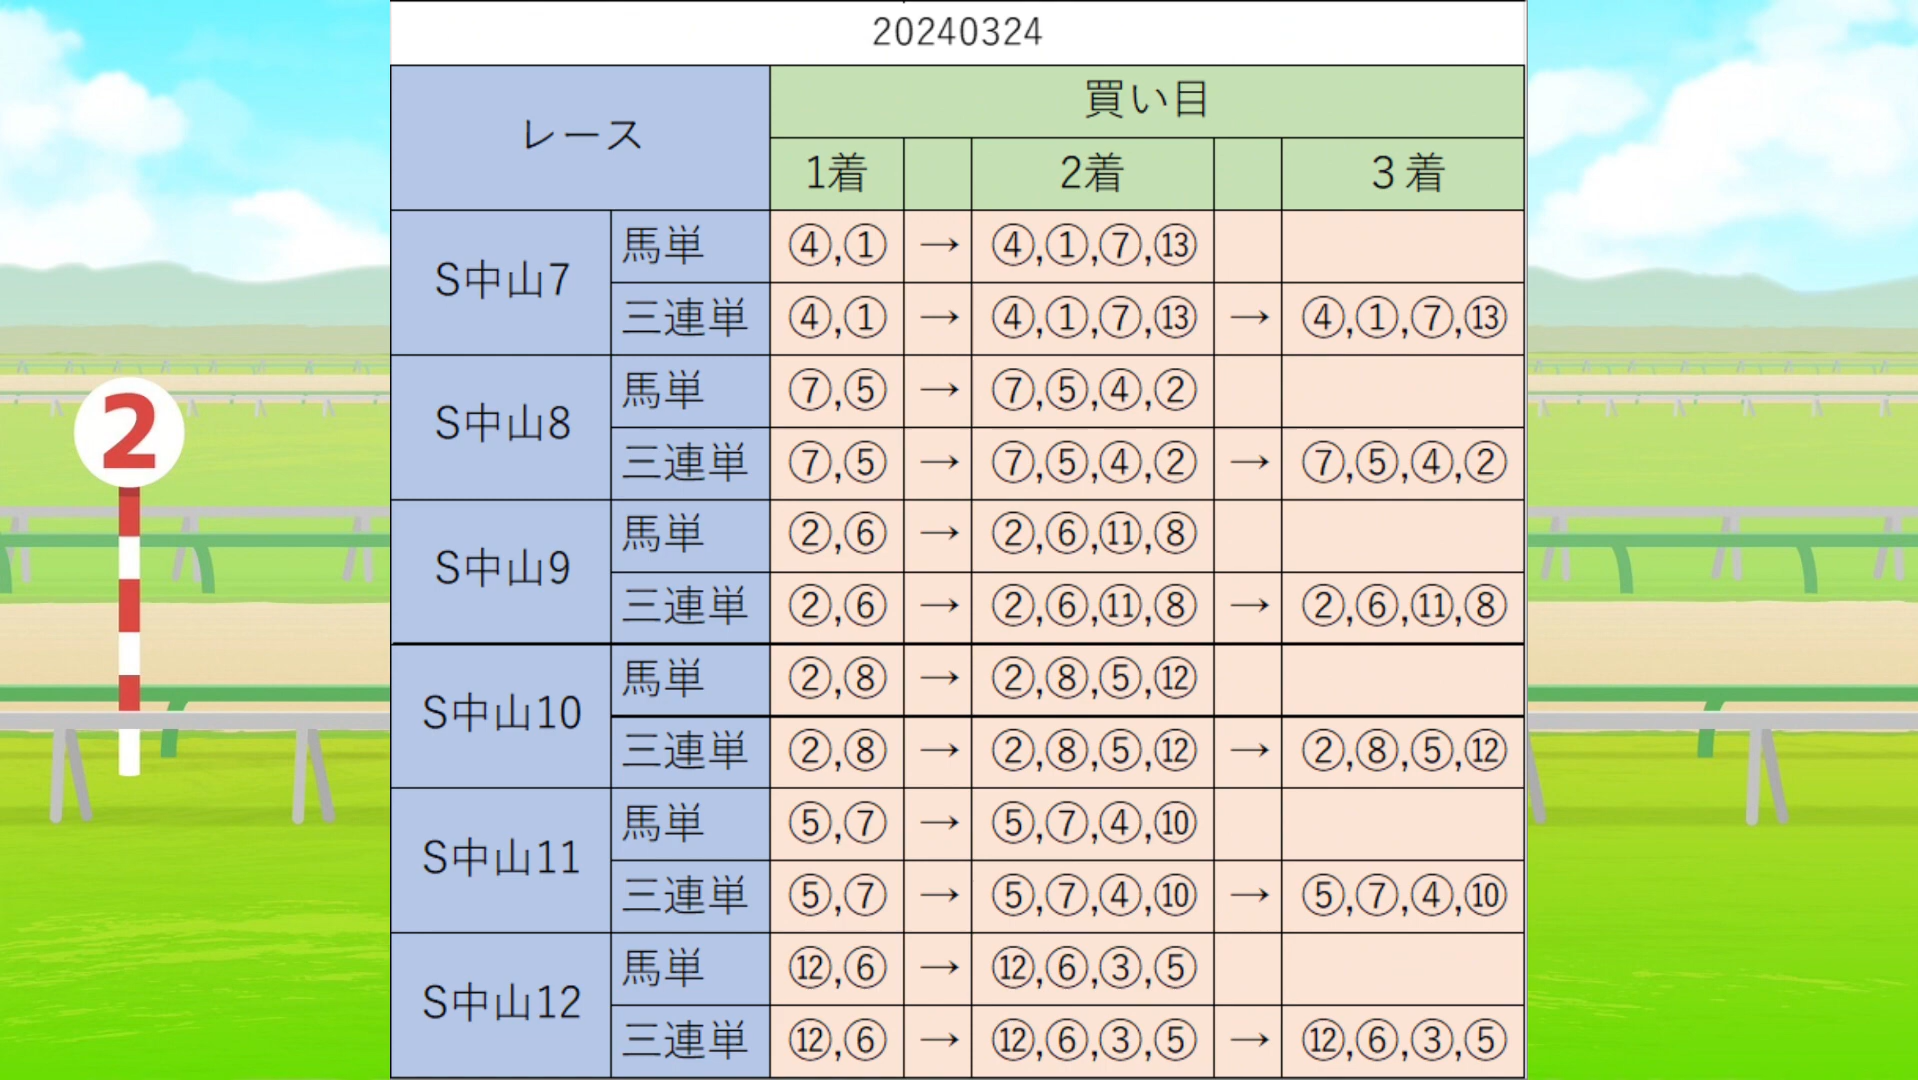 20240324
レース 買い目
1着 2着 3着
S中山7 馬単 ④,① → ④,①,⑦,⑬
三連単 ④,① → ④,①,⑦,⑬ → ④,①,⑦,⑬
S中山8 馬単 ⑦,⑤ → ⑦,⑤,④,②
三連単 ⑦,⑤ → ⑦,⑤,④,② → ⑦,⑤,④,②
S中山9 馬単 ②,⑥ → ②,⑥,⑪,⑧
三連単 ②,⑥ → ②,⑥,⑪,⑧ → ②,⑥,⑪,⑧
S中山10 馬単 ②,⑧ → ②,⑧,⑤,⑫
三連単 ②,⑧ → ②,⑧,⑤,⑫ → ②,⑧,⑤,⑫
S中山11 馬単 ⑤,⑦ → ⑤,⑦,④,⑩
三連単 ⑤,⑦ → ⑤,⑦,④,⑩ → ⑤,⑦,④,⑩
S中山12 馬単 ⑫,⑥ → ⑫,⑥,③,⑤
三連単 ⑫,⑥ → ⑫,⑥,③,⑤ → ⑫,⑥,③,⑤
2